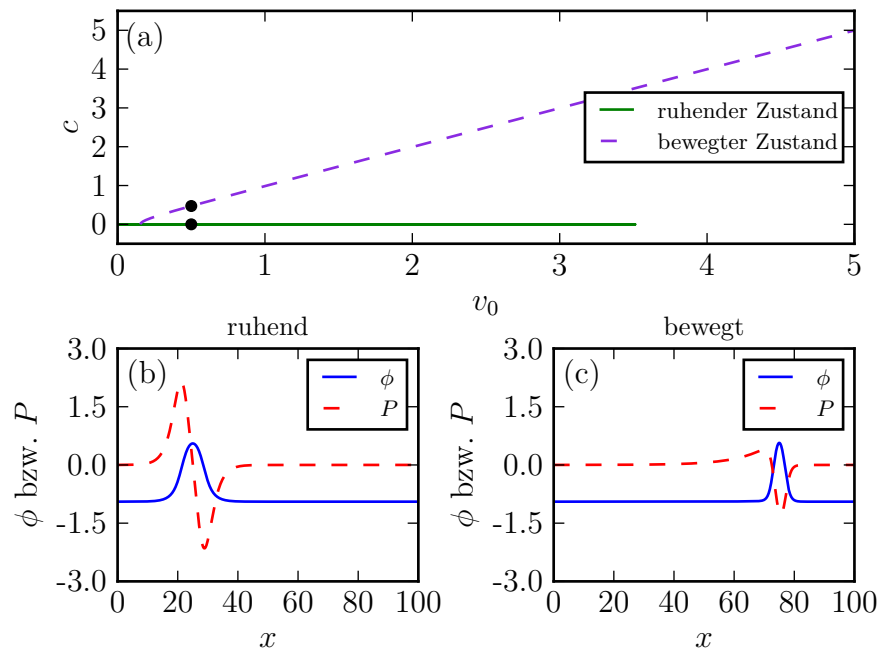 (a)
5
4
3
2
1
0
c
ruhender Zustand
bewegter Zustand
0 1 2 3 4 5
v₀
ruhend
(b)
3.0
1.5
0.0
-1.5
-3.0
ϕ bzw. P
ϕ
P
0 20 40 60 80 100
x
bewegt
(c)
3.0
1.5
0.0
-1.5
-3.0
ϕ bzw. P
ϕ
P
0 20 40 60 80 100
x